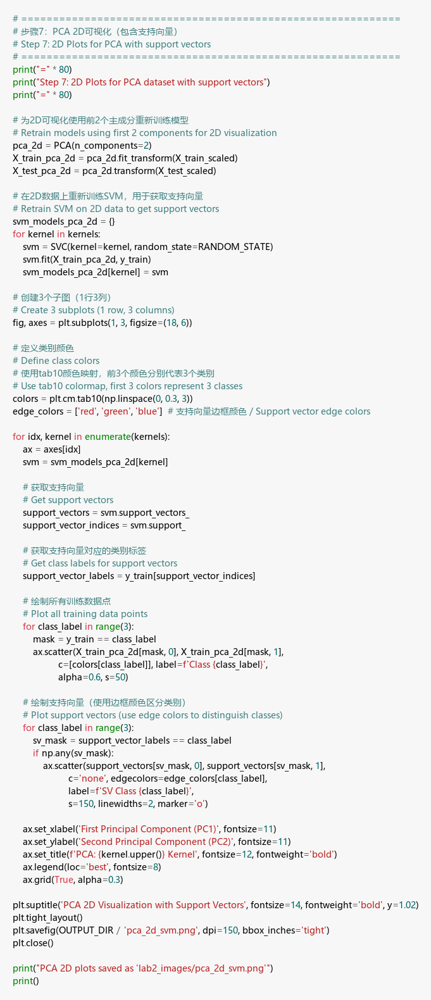 # ============================================================
# 步骤7：PCA 2D可视化（包含支持向量）
# Step 7: 2D Plots for PCA with support vectors
# ============================================================
print("=" * 80)
print("Step 7: 2D Plots for PCA dataset with support vectors")
print("=" * 80)

# 为2D可视化使用前2个主成分重新训练模型
# Retrain models using first 2 components for 2D visualization
pca_2d = PCA(n_components=2)
X_train_pca_2d = pca_2d.fit_transform(X_train_scaled)
X_test_pca_2d = pca_2d.transform(X_test_scaled)

# 在2D数据上重新训练SVM，用于获取支持向量
# Retrain SVM on 2D data to get support vectors
svm_models_pca_2d = {}
for kernel in kernels:
    svm = SVC(kernel=kernel, random_state=RANDOM_STATE)
    svm.fit(X_train_pca_2d, y_train)
    svm_models_pca_2d[kernel] = svm

# 创建3个子图（1行3列）
# Create 3 subplots (1 row, 3 columns)
fig, axes = plt.subplots(1, 3, figsize=(18, 6))

# 定义类别颜色
# Define class colors
# 使用tab10颜色映射，前3个颜色分别代表3个类别
# Use tab10 colormap, first 3 colors represent 3 classes
colors = plt.cm.tab10(np.linspace(0, 0.3, 3))
edge_colors = ['red', 'green', 'blue']  # 支持向量边框颜色 / Support vector edge colors

for idx, kernel in enumerate(kernels):
    ax = axes[idx]
    svm = svm_models_pca_2d[kernel]

    # 获取支持向量
    # Get support vectors
    support_vectors = svm.support_vectors_
    support_vector_indices = svm.support_

    # 获取支持向量对应的类别标签
    # Get class labels for support vectors
    support_vector_labels = y_train[support_vector_indices]

    # 绘制所有训练数据点
    # Plot all training data points
    for class_label in range(3):
        mask = y_train == class_label
        ax.scatter(X_train_pca_2d[mask, 0], X_train_pca_2d[mask, 1],
                  c=[colors[class_label]], label=f'Class {class_label}',
                  alpha=0.6, s=50)

    # 绘制支持向量（使用边框颜色区分类别）
    # Plot support vectors (use edge colors to distinguish classes)
    for class_label in range(3):
        sv_mask = support_vector_labels == class_label
        if np.any(sv_mask):
            ax.scatter(support_vectors[sv_mask, 0], support_vectors[sv_mask, 1],
                      c='none', edgecolors=edge_colors[class_label],
                      label=f'SV Class {class_label}',
                      s=150, linewidths=2, marker='o')

    ax.set_xlabel('First Principal Component (PC1)', fontsize=11)
    ax.set_ylabel('Second Principal Component (PC2)', fontsize=11)
    ax.set_title(f'PCA: {kernel.upper()} Kernel', fontsize=12, fontweight='bold')
    ax.legend(loc='best', fontsize=8)
    ax.grid(True, alpha=0.3)

plt.suptitle('PCA 2D Visualization with Support Vectors', fontsize=14, fontweight='bold', y=1.02)
plt.tight_layout()
plt.savefig(OUTPUT_DIR / 'pca_2d_svm.png', dpi=150, bbox_inches='tight')
plt.close()

print("PCA 2D plots saved as 'lab2_images/pca_2d_svm.png'")
print()